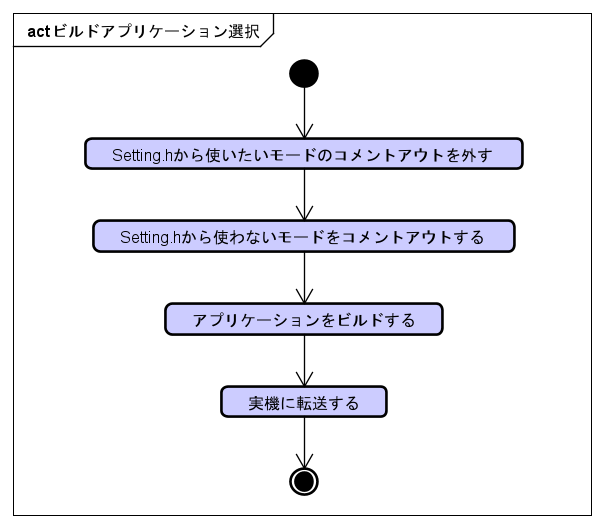 act ビルドアプリケーション選択
Setting.hから使いたいモードのコメントアウトを外す
Setting.hから使わないモードをコメントアウトする
アプリケーションをビルドする
実機に転送する